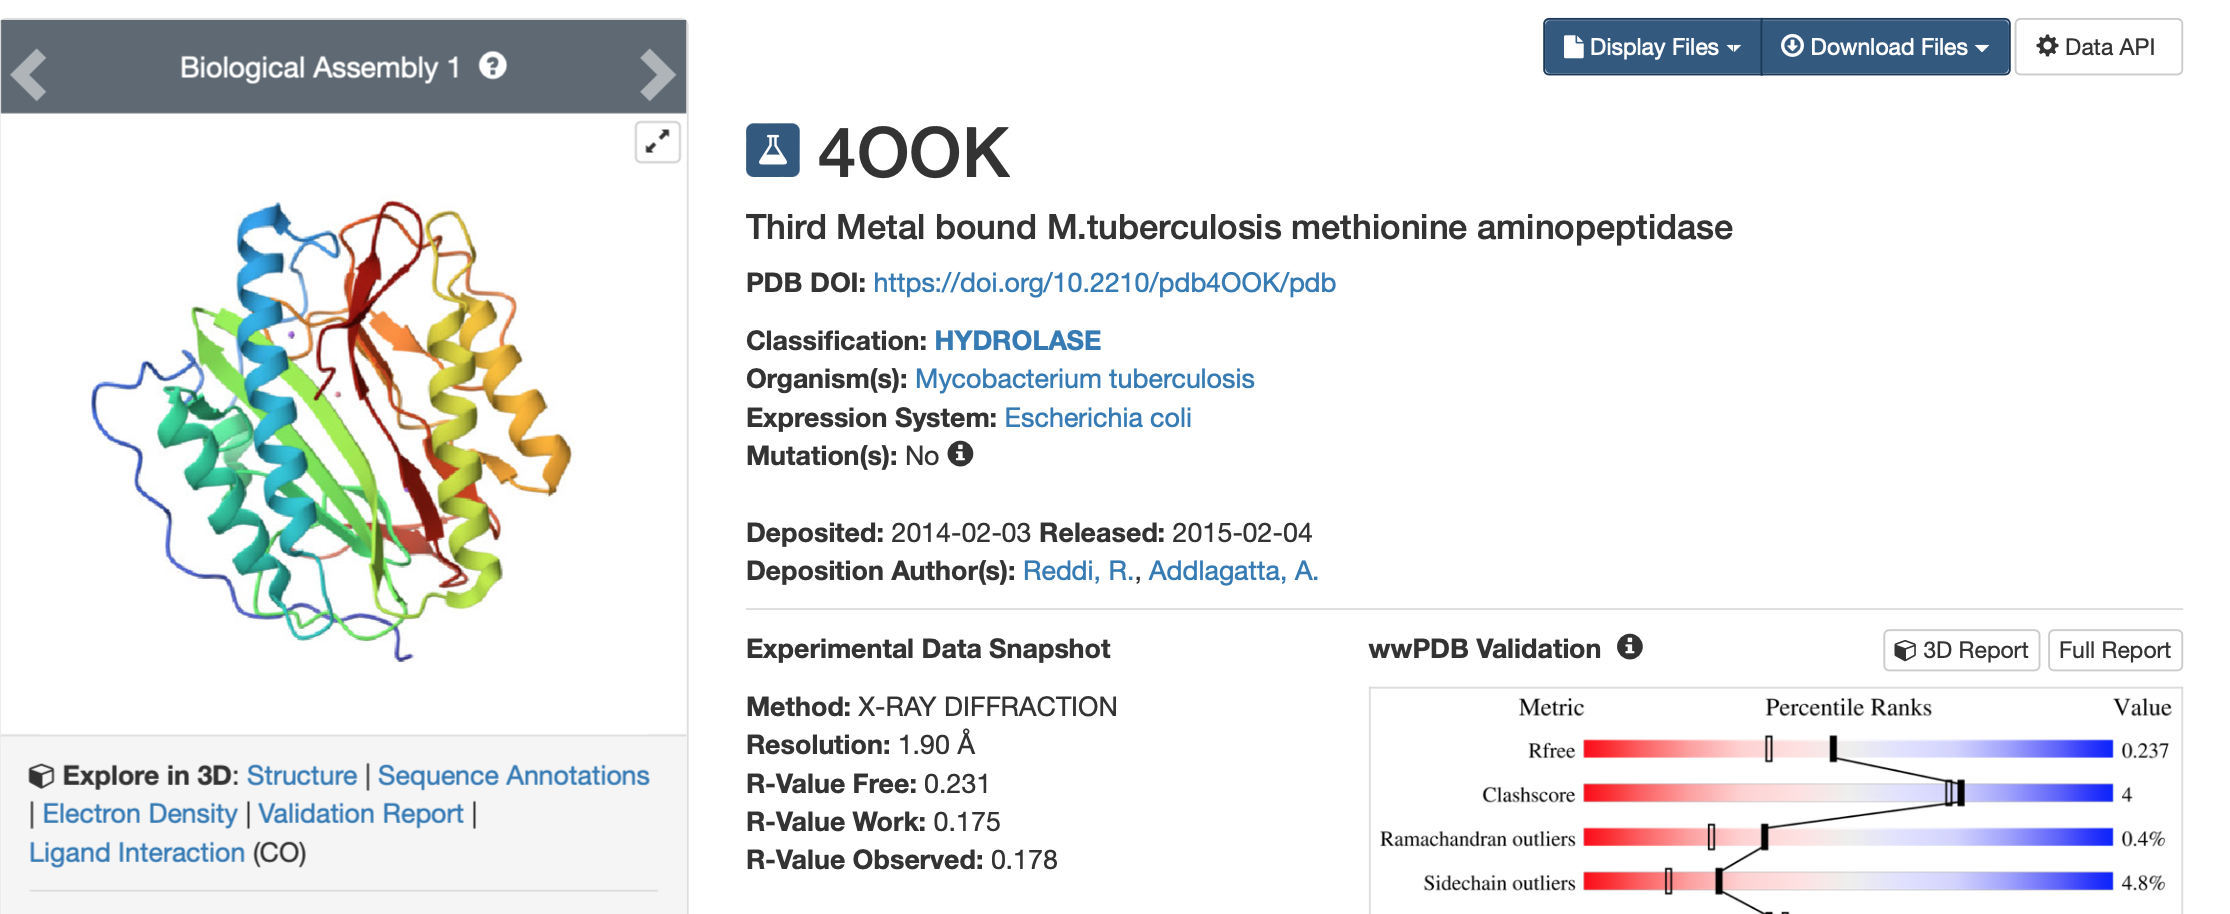 Biological Assembly 1
Display Files
Download Files
Data API
4OOK
Third Metal bound M.tuberculosis methionine aminopeptidase
PDB DOI: https://doi.org/10.2210/pdb4OOK/pdb
Classification: HYDROLASE
Organism(s): Mycobacterium tuberculosis
Expression System: Escherichia coli
Mutation(s): No
Deposited: 2014-02-03 Released: 2015-02-04
Deposition Author(s): Reddi, R., Addlagatta, A.
Explore in 3D: Structure | Sequence Annotations
| Electron Density | Validation Report |
Ligand Interaction (CO)
Experimental Data Snapshot
Method: X-RAY DIFFRACTION
Resolution: 1.90 Å
R-Value Free: 0.231
R-Value Work: 0.175
R-Value Observed: 0.178
wwPDB Validation
3D Report
Full Report
Metric Percentile Ranks Value
Rfree 0.237
Clashscore 4
Ramachandran outliers 0.4%
Sidechain outliers 4.8%